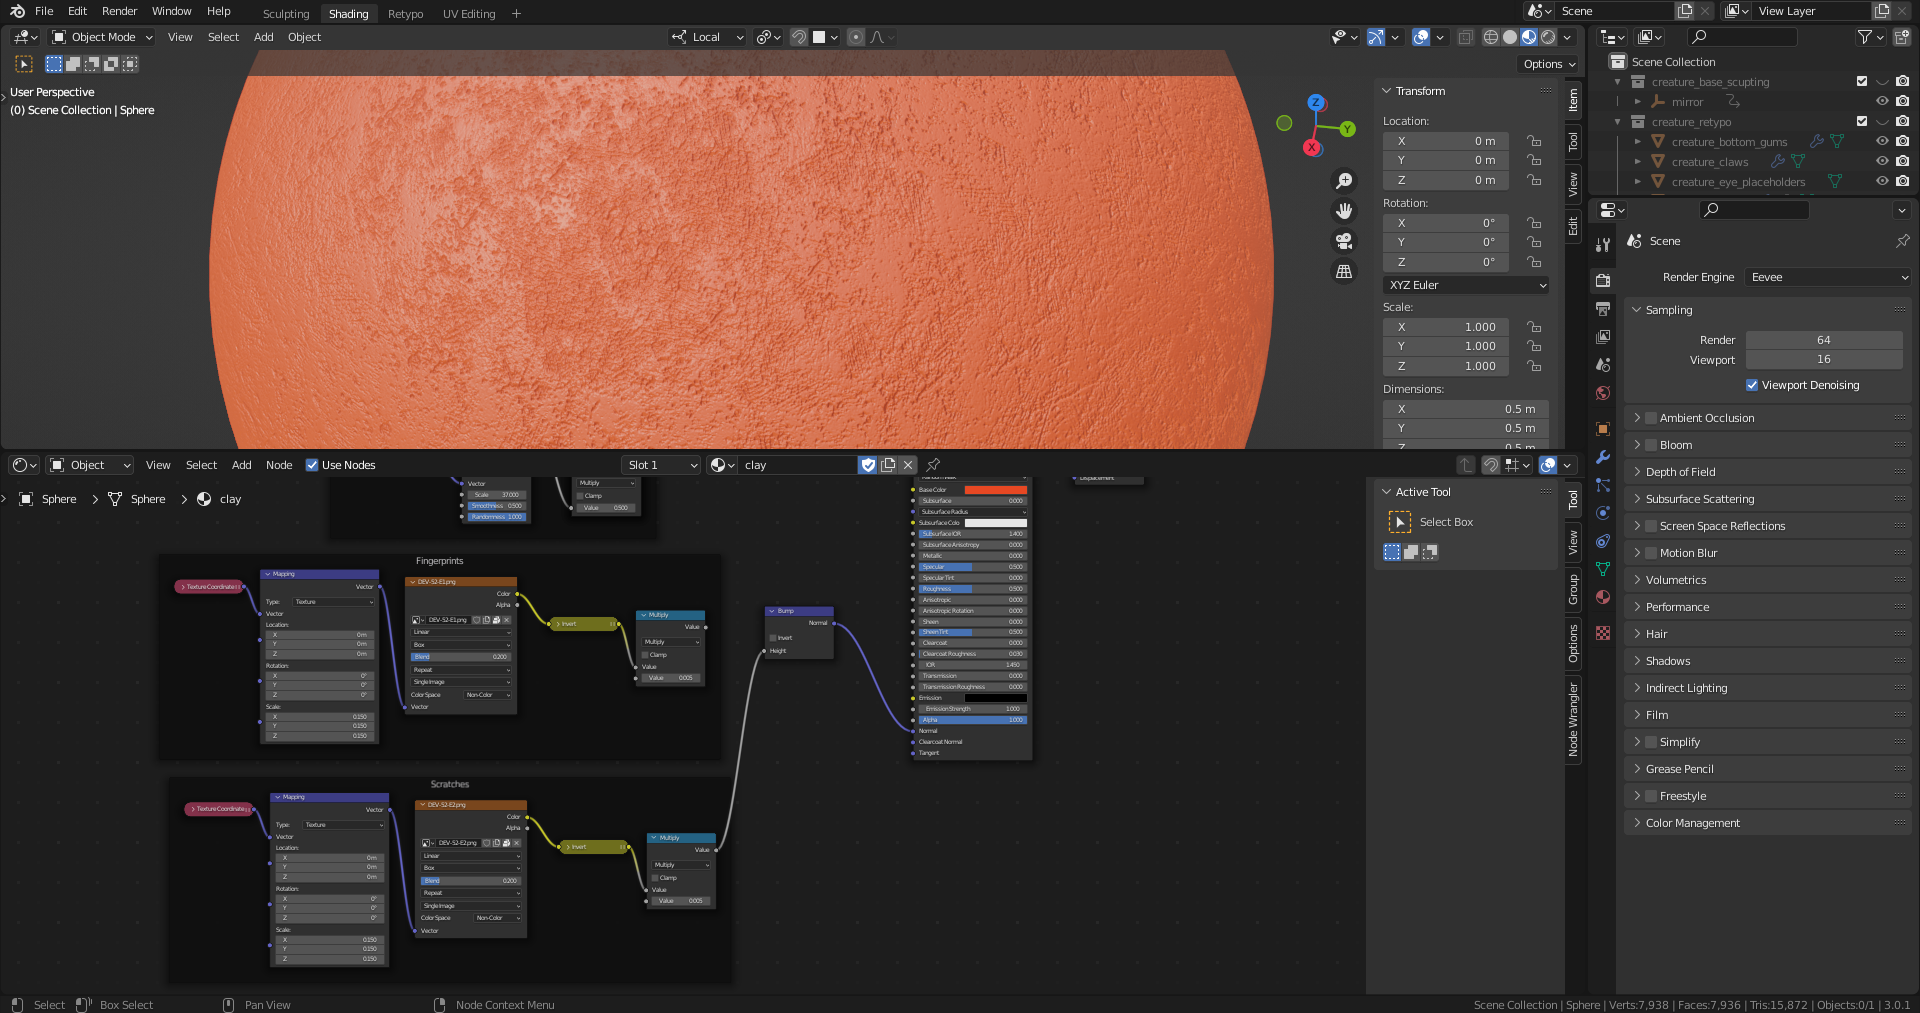 File Edit Render Window Help Sculpting Shading Retypo UV Editing + Scene View Layer
Object Mode View Select Add Object Local
Options
User Perspective
(0) Scene Collection | Sphere
Z
Y
X
Transform
Location:
X 0 m
Y 0 m
Z 0 m
Rotation:
X 0°
Y 0°
Z 0°
XYZ Euler
Scale:
X 1.000
Y 1.000
Z 1.000
Dimensions:
X 0.5 m
Y 0.5 m
Z 0.5 m
Item
Tool
View
Edit
Scene Collection
creature_base_scupting
mirror
creature_retypo
creature_bottom_gums
creature_claws
creature_eye_placeholders
Scene
Render Engine Eevee
Sampling
Render 64
Viewport 16
Viewport Denoising
Ambient Occlusion
Bloom
Depth of Field
Subsurface Scattering
Screen Space Reflections
Motion Blur
Volumetrics
Performance
Hair
Shadows
Indirect Lighting
Film
Simplify
Grease Pencil
Freestyle
Color Management
Object View Select Add Node Use Nodes Slot 1 clay
Sphere > Sphere > clay
Vector
Scale 37.000
Smoothness 0.500
Randomness 1.000
Multiply
Clamp
Value 0.500
Fingerprints
Texture Coordinate
Mapping
Vector
Type: Texture
Vector
Location:
X 0 m
Y 0 m
Z 0 m
Rotation:
X 0°
Y 0°
Z 0°
Scale:
X 0.150
Y 0.150
Z 0.150
DEV-S2-E1.png
Color
Alpha
DEV-S2-E1.png
Linear
Box
Blend 0.200
Repeat
Single Image
Color Space Non-Color
Vector
Invert
Multiply
Value
Multiply
Clamp
Value
Value 0.005
Scratches
Texture Coordinate
Mapping
Vector
Type: Texture
Vector
Location:
X 0 m
Y 0 m
Z 0 m
Rotation:
X 0°
Y 0°
Z 0°
Scale:
X 0.150
Y 0.150
Z 0.150
DEV-S2-E2.png
Color
Alpha
DEV-S2-E2.png
Linear
Box
Blend 0.200
Repeat
Single Image
Color Space Non-Color
Vector
Invert
Multiply
Value
Multiply
Clamp
Value
Value 0.005
Bump
Normal
Invert
Height
Base Color
Subsurface 0.000
Subsurface Radius
Subsurface Colo
Subsurface IOR 1.400
Subsurface Anisotropy 0.000
Metallic 0.000
Specular 0.500
Specular Tint 0.000
Roughness 0.500
Anisotropic 0.000
Anisotropic Rotation 0.000
Sheen 0.000
Sheen Tint 0.500
Clearcoat 0.000
Clearcoat Roughness 0.030
IOR 1.450
Transmission 0.000
Transmission Roughness 0.000
Emission
Emission Strength 1.000
Alpha 1.000
Normal
Clearcoat Normal
Tangent
Displacement
Active Tool
Select Box
Tool
View
Group
Options
Node Wrangler
Select Box Select Pan View Node Context Menu Scene Collection | Sphere | Verts:7,938 | Faces:7,936 | Tris:15,872 | Objects:0/1 | 3.0.1